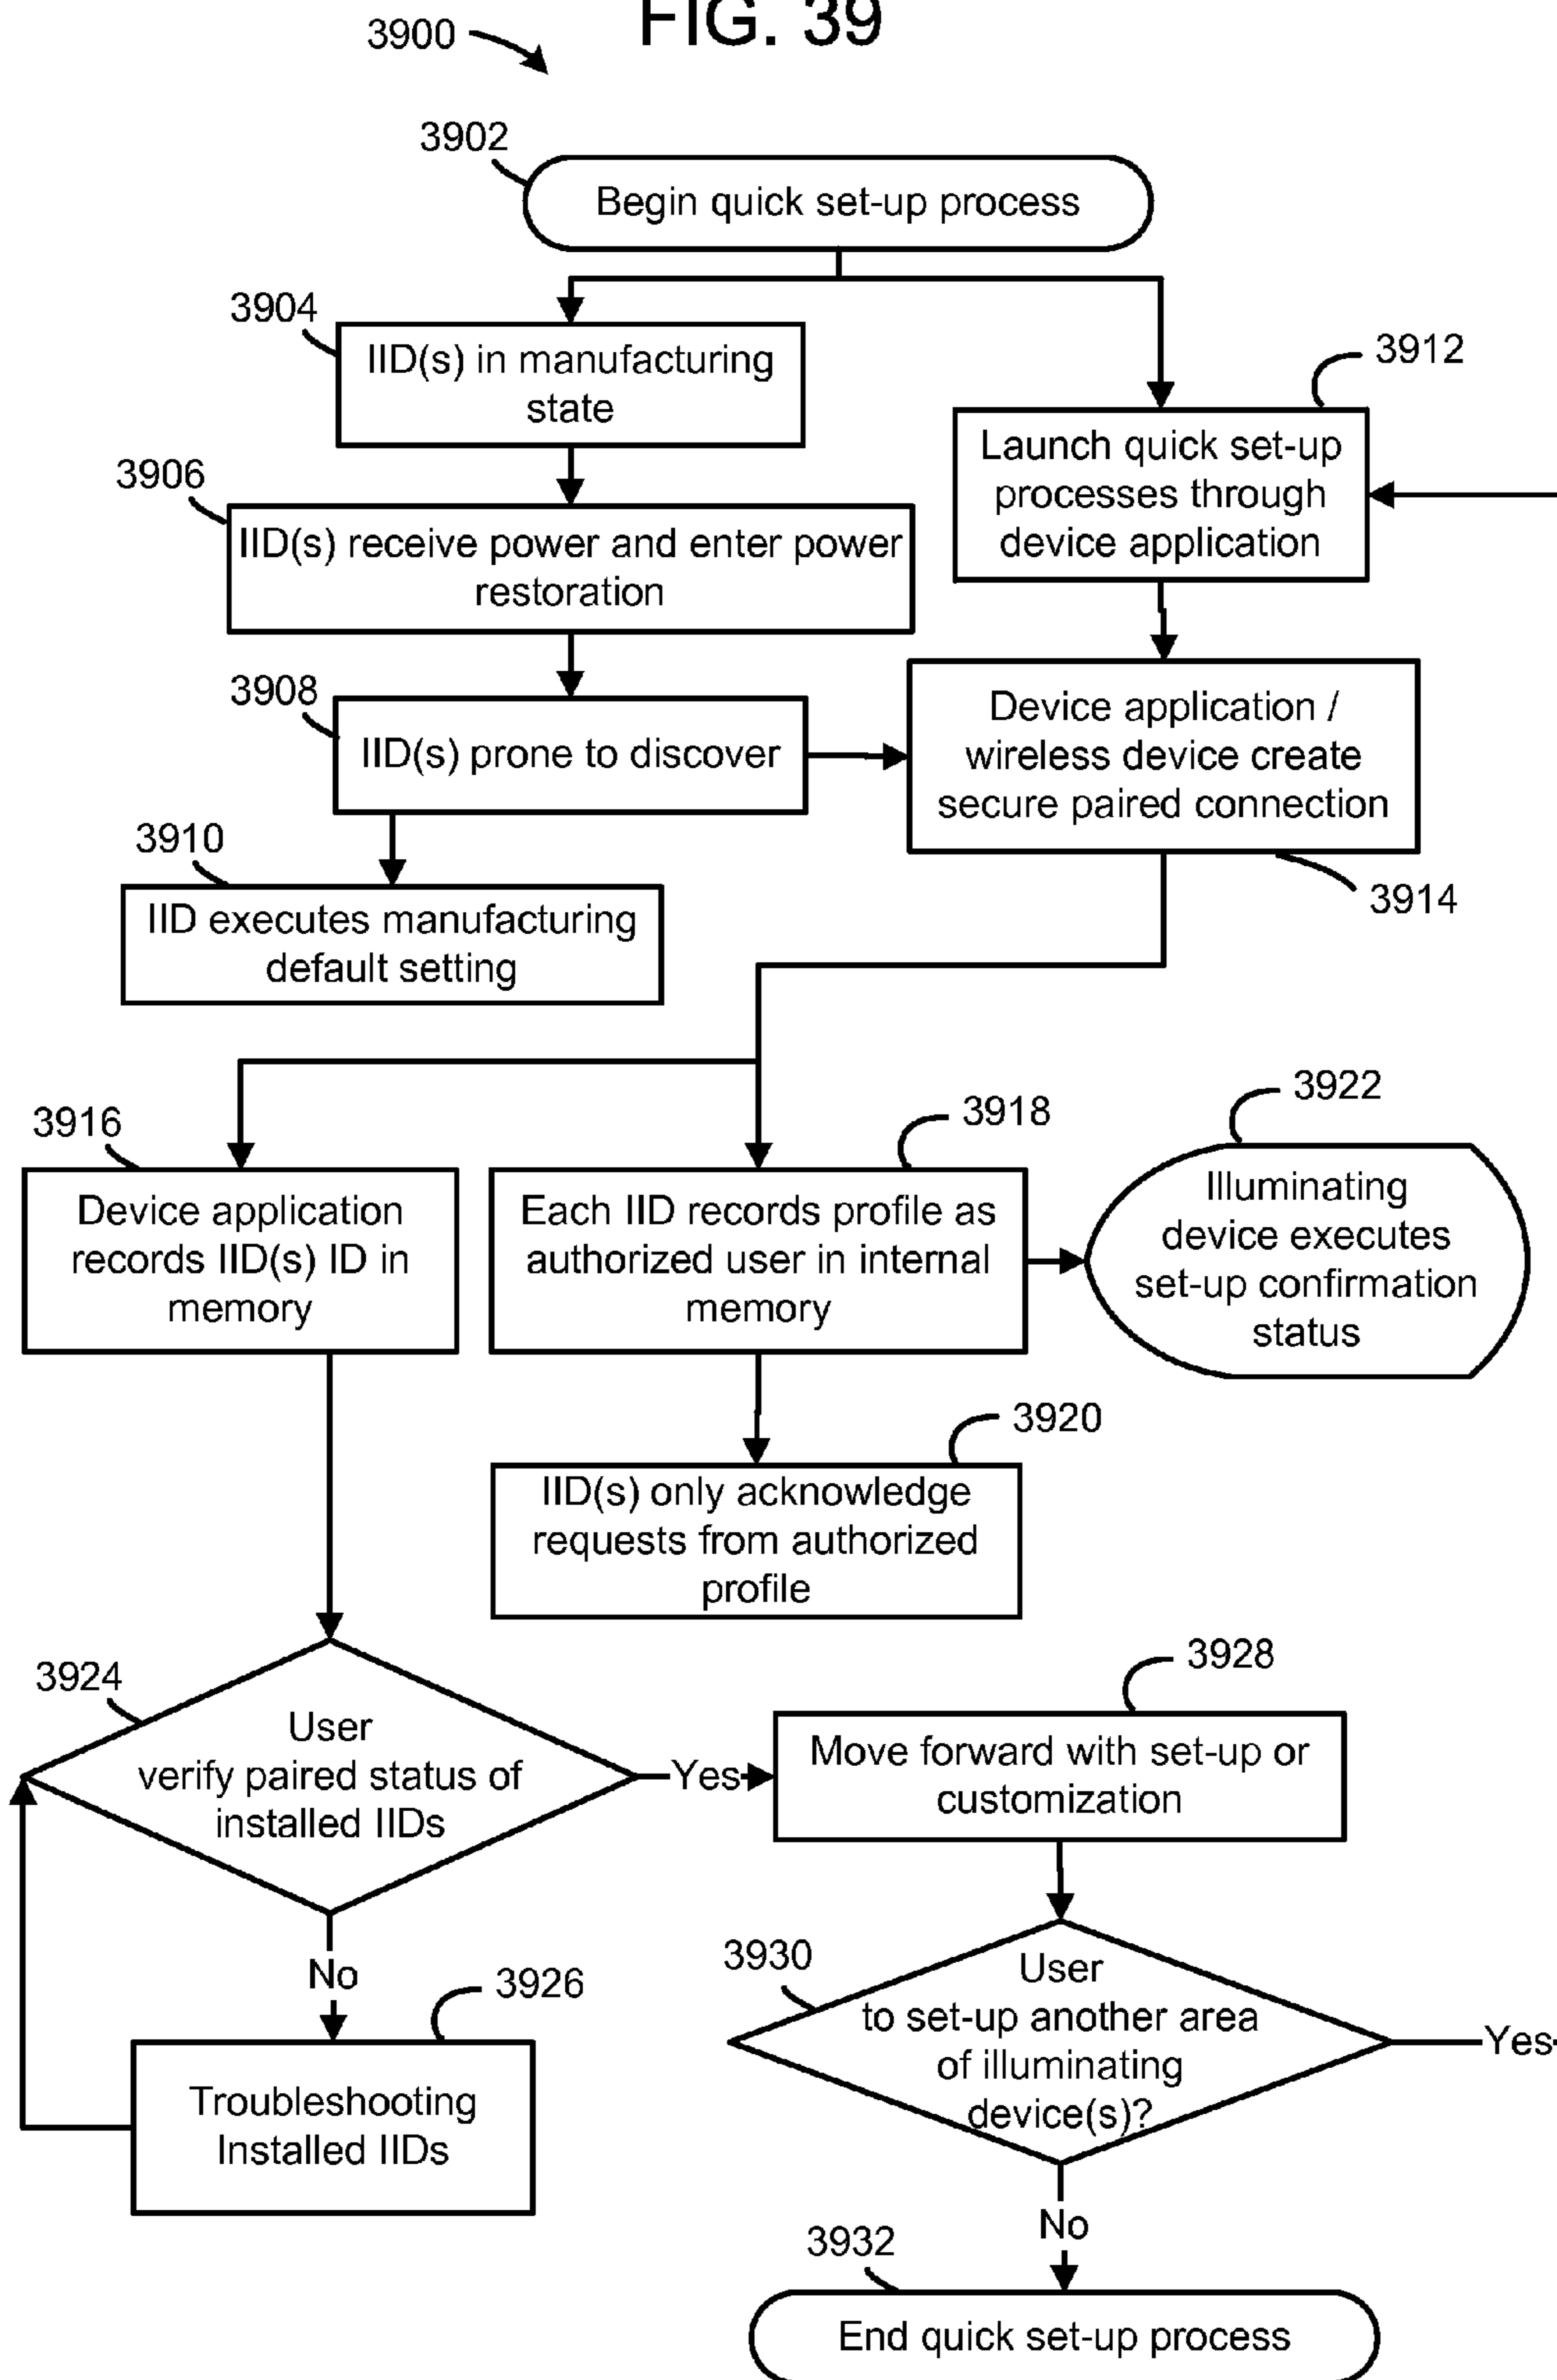 FIG. 39
3900
3902
Begin quick set-up process
3904
IID(s) in manufacturing
state
3912
Launch quick set-up
processes through
device application
3906
IID(s) receive power and enter power
restoration
3908
IID(s) prone to discover
Device application /
wireless device create
secure paired connection
3914
3910
IID executes manufacturing
default setting
3916
Device application
records IID(s) ID in
memory
3918
Each IID records profile as
authorized user in internal
memory
3922
Illuminating
device executes
set-up confirmation
status
3920
IID(s) only acknowledge
requests from authorized
profile
3924
User
verify paired status of
installed IIDs
Yes
3928
Move forward with set-up or
customization
No
3926
Troubleshooting
Installed IIDs
3930
User
to set-up another area
of illuminating
device(s)?
Yes
No
3932
End quick set-up process